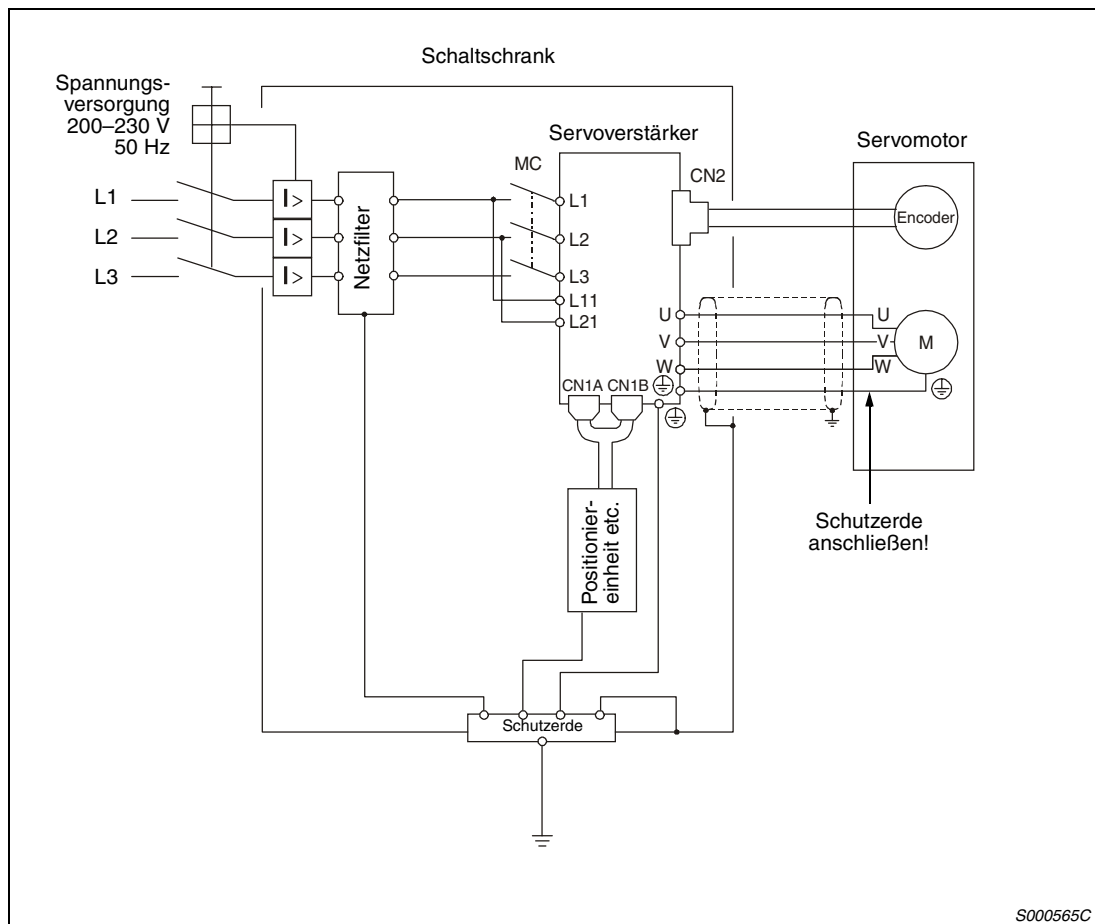 Schaltschrank
Spannungs-
versorgung
200–230 V
50 Hz
Servoverstärker
Servomotor
MC
CN2
L1
I >
L1
Encoder
L2
I >
Netzfilter
L2
L3
I >
L3
L11
L21
U
U
V
V
M
W
W
CN1A
CN1B
Positionier-
einheit etc.
Schutzerde
anschließen!
Schutzerde
S000565C